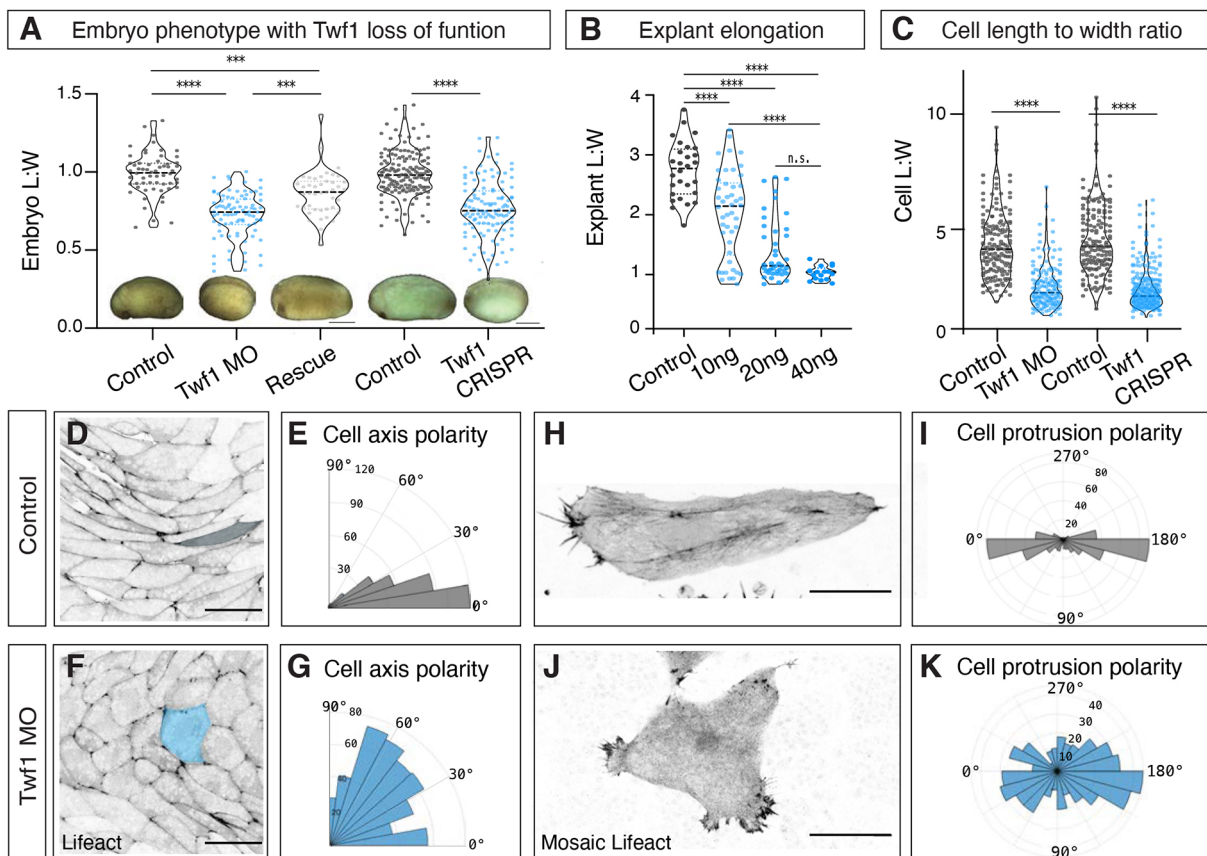 A Embryo phenotype with Twf1 loss of funtion
***
**** *** ****
1.5
1.0
0.5
0.0
Embryo L:W
Control
Twf1 MO
Rescue
Control
Twf1
CRISPR
B Explant elongation
****
****
****
****
n.s.
4
3
2
1
0
Explant L:W
Control
10ng
20ng
40ng
C Cell length to width ratio
**** ****
10
5
0
Cell L:W
Control
Twf1 MO
Control
Twf1
CRISPR
Control
D
E Cell axis polarity
90° 120
60°
90
60
30°
30
0°
H
I Cell protrusion polarity
270°
80
60
40
20
0° 180°
90°
Twf1 MO
F
Lifeact
G Cell axis polarity
90° 80
60°
60
40
30°
20
0°
J
Mosaic Lifeact
K Cell protrusion polarity
270°
40
30
20
10
0° 180°
90°